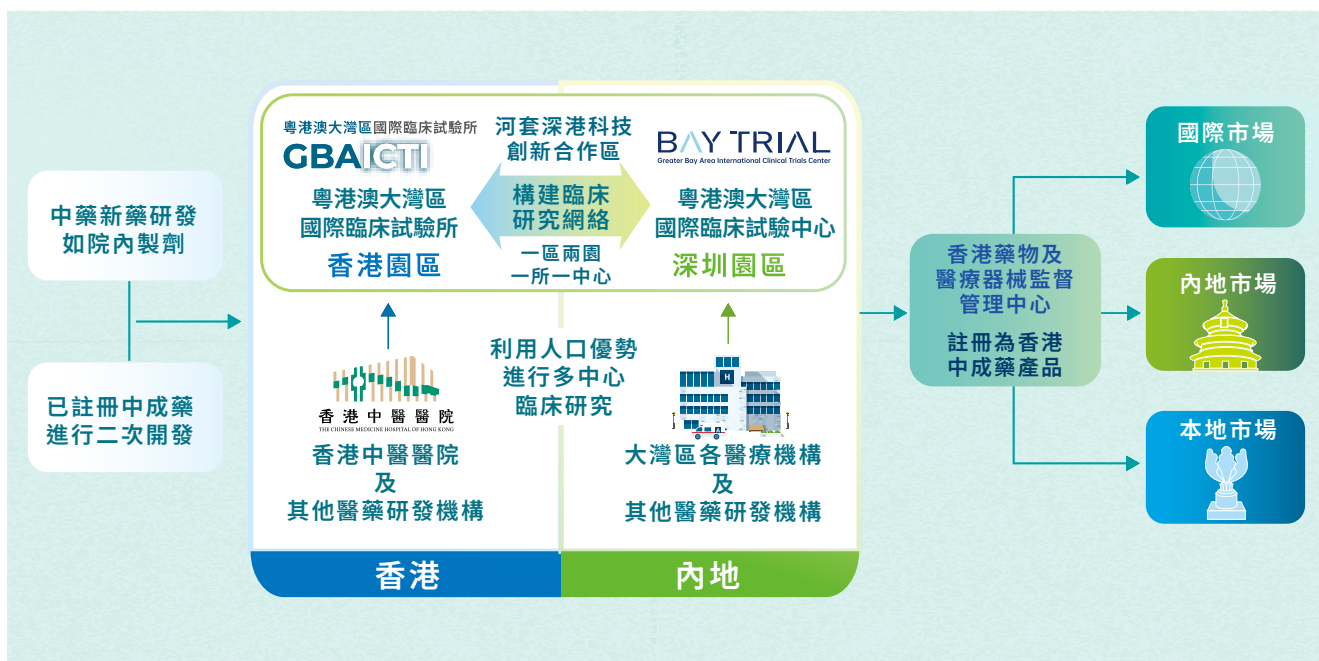 中藥新藥研發
如院內製劑
已註冊中成藥
進行二次開發
粵港澳大灣區國際臨床試驗所
GBAICTI
粵港澳大灣區
國際臨床試驗所
香港園區
河套深港科技
創新合作區
構建臨床
研究網絡
一區兩園
一所一中心
BAY TRIAL
Greater Bay Area International Clinical Trials Center
粵港澳大灣區
國際臨床試驗中心
深圳園區
香港中醫醫院
THE CHINESE MEDICINE HOSPITAL OF HONG KONG
香港中醫醫院
及
其他醫藥研發機構
利用人口優勢
進行多中心
臨床研究
H
大灣區各醫療機構
及
其他醫藥研發機構
香港
內地
香港藥物及
醫療器械監督
管理中心
註冊為香港
中成藥產品
國際市場
內地市場
本地市場